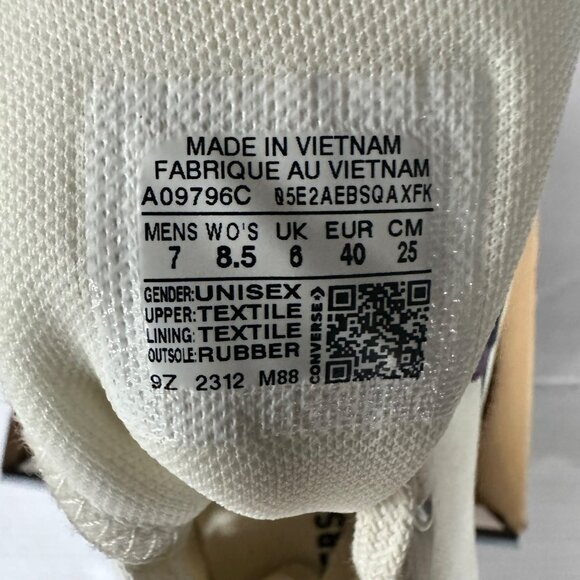 MADE IN VIETNAM
FABRIQUE AU VIETNAM
A09796C 05E2AEBSQAXFK
MENS WO'S UK EUR CM
7 8.5 6 40 25
GENDER: UNISEX
UPPER: TEXTILE
LINING: TEXTILE
OUTSOLE: RUBBER
CONVERSE
9Z 2312 M88